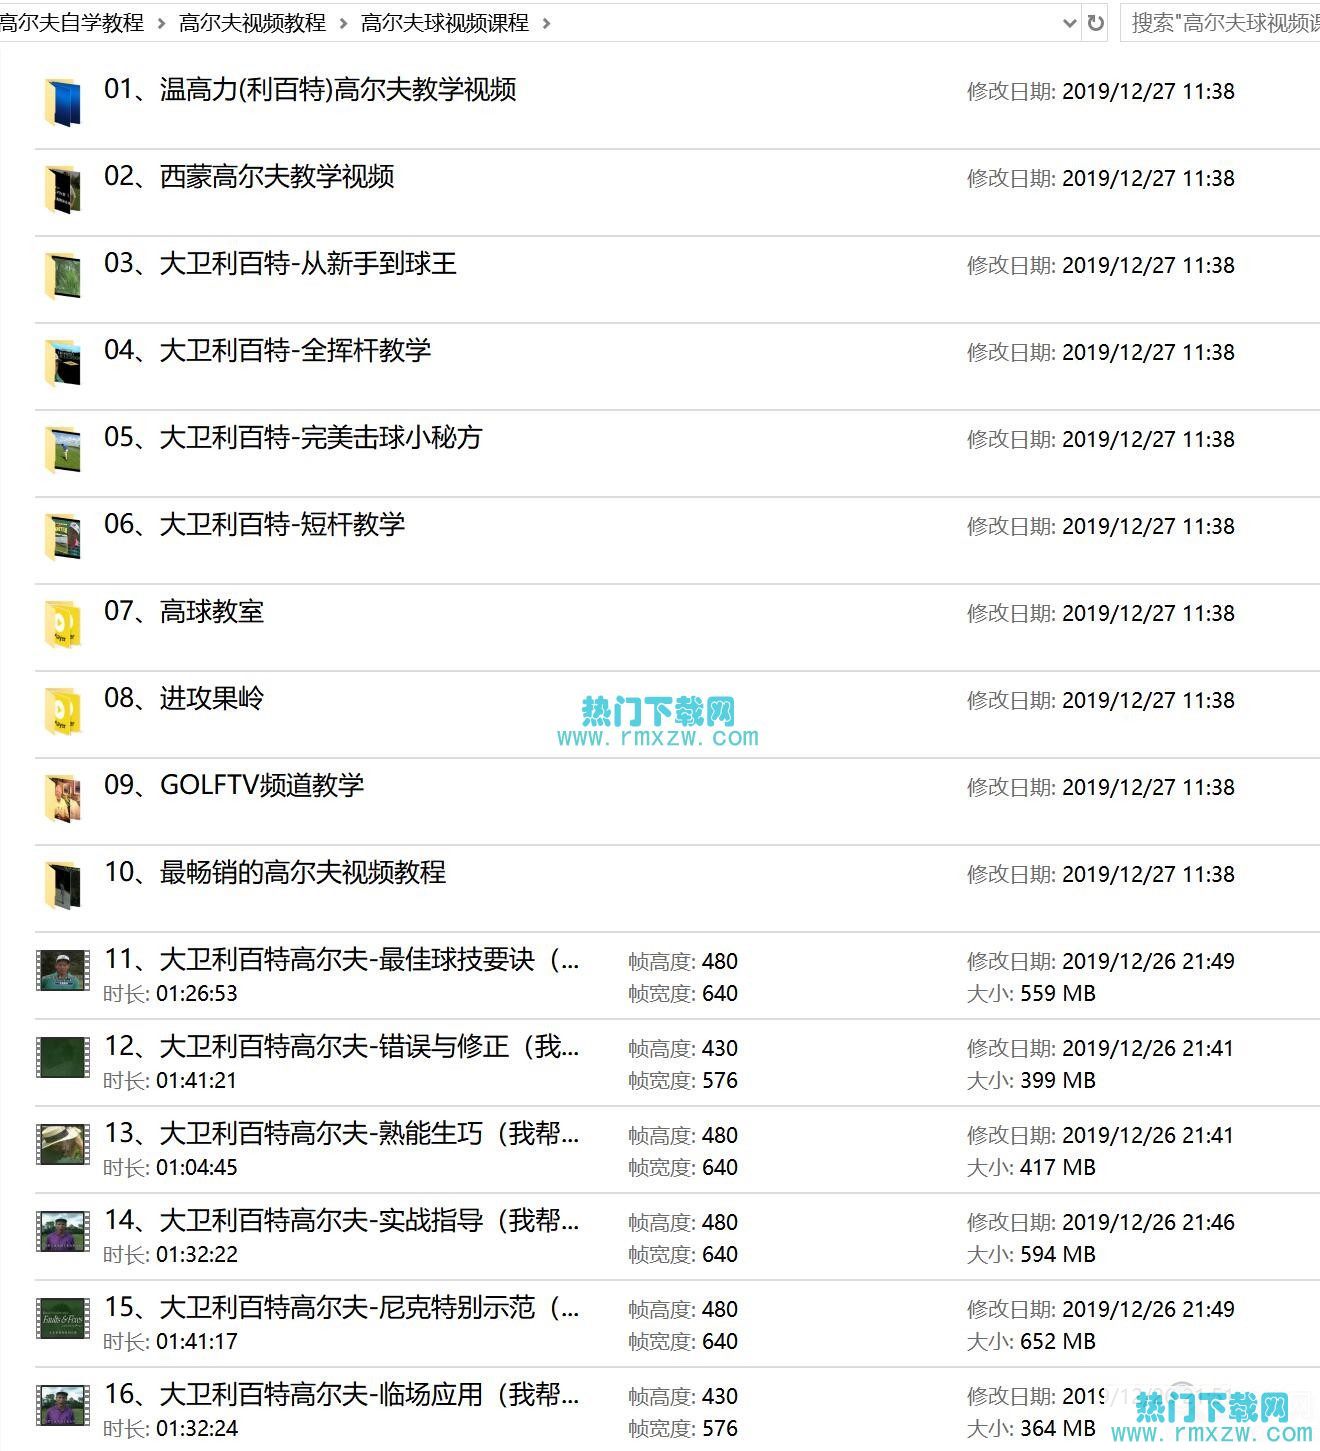 高尔夫自学教程 › 高尔夫视频教程 › 高尔夫球视频课程 ›
搜索"高尔夫球视频课
01、温高力(利百特)高尔夫教学视频
修改日期: 2019/12/27 11:38
02、西蒙高尔夫教学视频
修改日期: 2019/12/27 11:38
03、大卫利百特-从新手到球王
修改日期: 2019/12/27 11:38
04、大卫利百特-全挥杆教学
修改日期: 2019/12/27 11:38
05、大卫利百特-完美击球小秘方
修改日期: 2019/12/27 11:38
06、大卫利百特-短杆教学
修改日期: 2019/12/27 11:38
07、高球教室
修改日期: 2019/12/27 11:38
08、进攻果岭
修改日期: 2019/12/27 11:38
热门下载网
www.rmxzw.com
09、GOLFTV频道教学
修改日期: 2019/12/27 11:38
10、最畅销的高尔夫视频教程
修改日期: 2019/12/27 11:38
11、大卫利百特高尔夫-最佳球技要诀（...
帧高度: 480
修改日期: 2019/12/26 21:49
时长: 01:26:53
帧宽度: 640
大小: 559 MB
12、大卫利百特高尔夫-错误与修正（我...
帧高度: 430
修改日期: 2019/12/26 21:41
时长: 01:41:21
帧宽度: 576
大小: 399 MB
13、大卫利百特高尔夫-熟能生巧（我帮...
帧高度: 480
修改日期: 2019/12/26 21:41
时长: 01:04:45
帧宽度: 640
大小: 417 MB
14、大卫利百特高尔夫-实战指导（我帮...
帧高度: 480
修改日期: 2019/12/26 21:46
时长: 01:32:22
帧宽度: 640
大小: 594 MB
15、大卫利百特高尔夫-尼克特别示范（...
帧高度: 480
修改日期: 2019/12/26 21:49
Faults & Fixes
时长: 01:41:17
帧宽度: 640
大小: 652 MB
16、大卫利百特高尔夫-临场应用（我帮...
帧高度: 430
修改日期: 2019
时长: 01:32:24
帧宽度: 576
大小: 364 MB
热门下载网
www.rmxzw.com